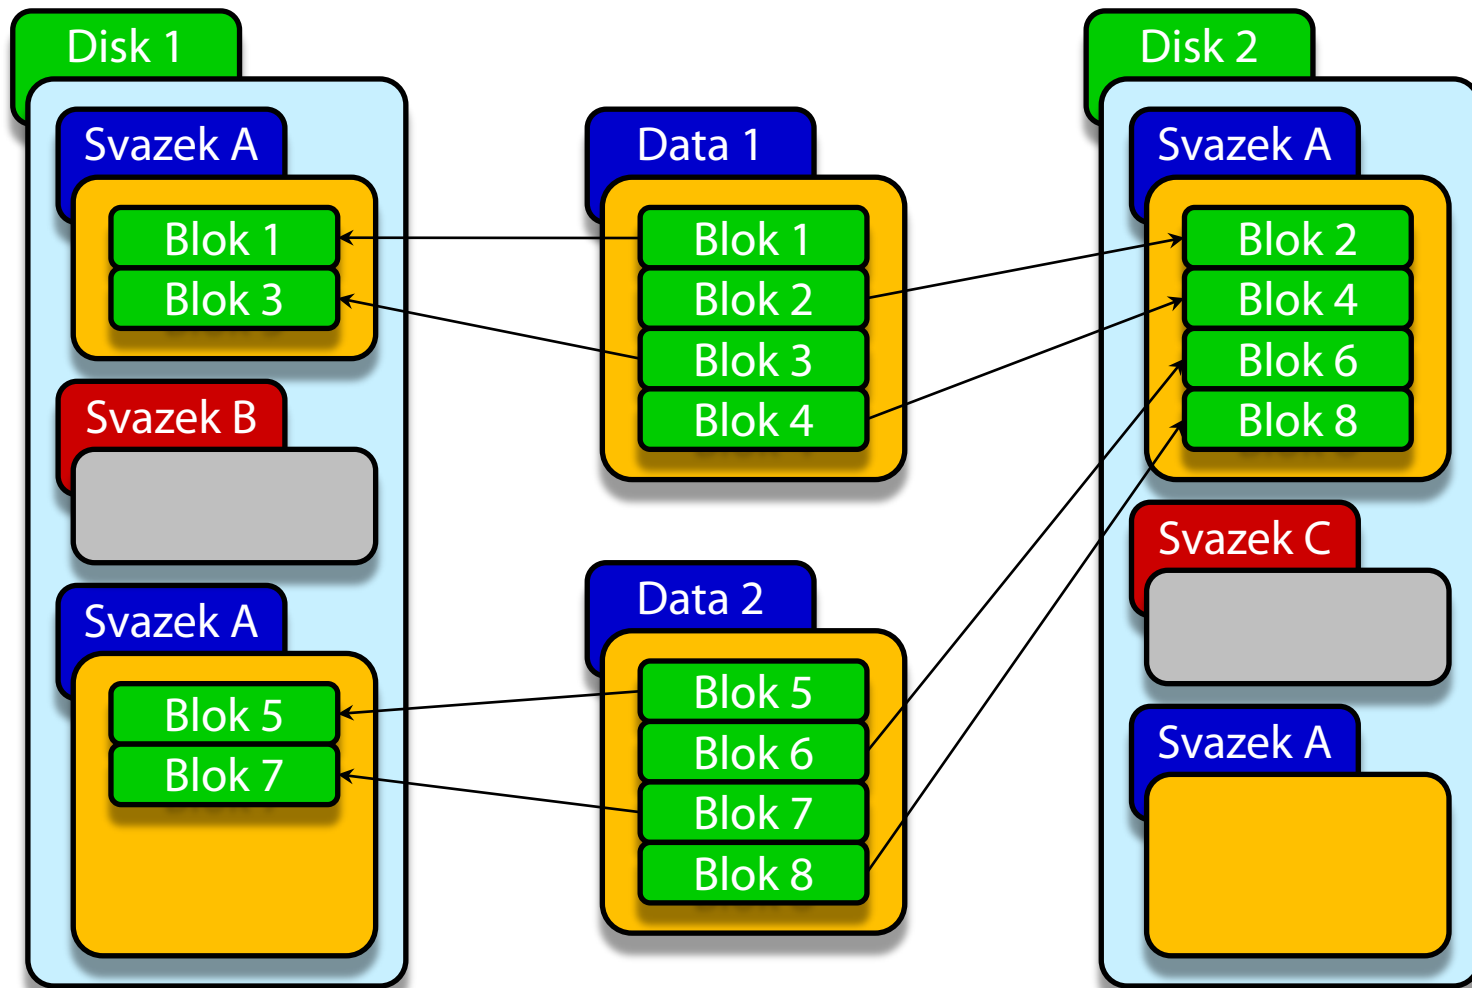 Disk 1
Svazek A
Blok 1
Blok 3
Svazek B
Svazek A
Blok 5
Blok 7
Data 1
Blok 1
Blok 2
Blok 3
Blok 4
Data 2
Blok 5
Blok 6
Blok 7
Blok 8
Disk 2
Svazek A
Blok 2
Blok 4
Blok 6
Blok 8
Svazek C
Svazek A